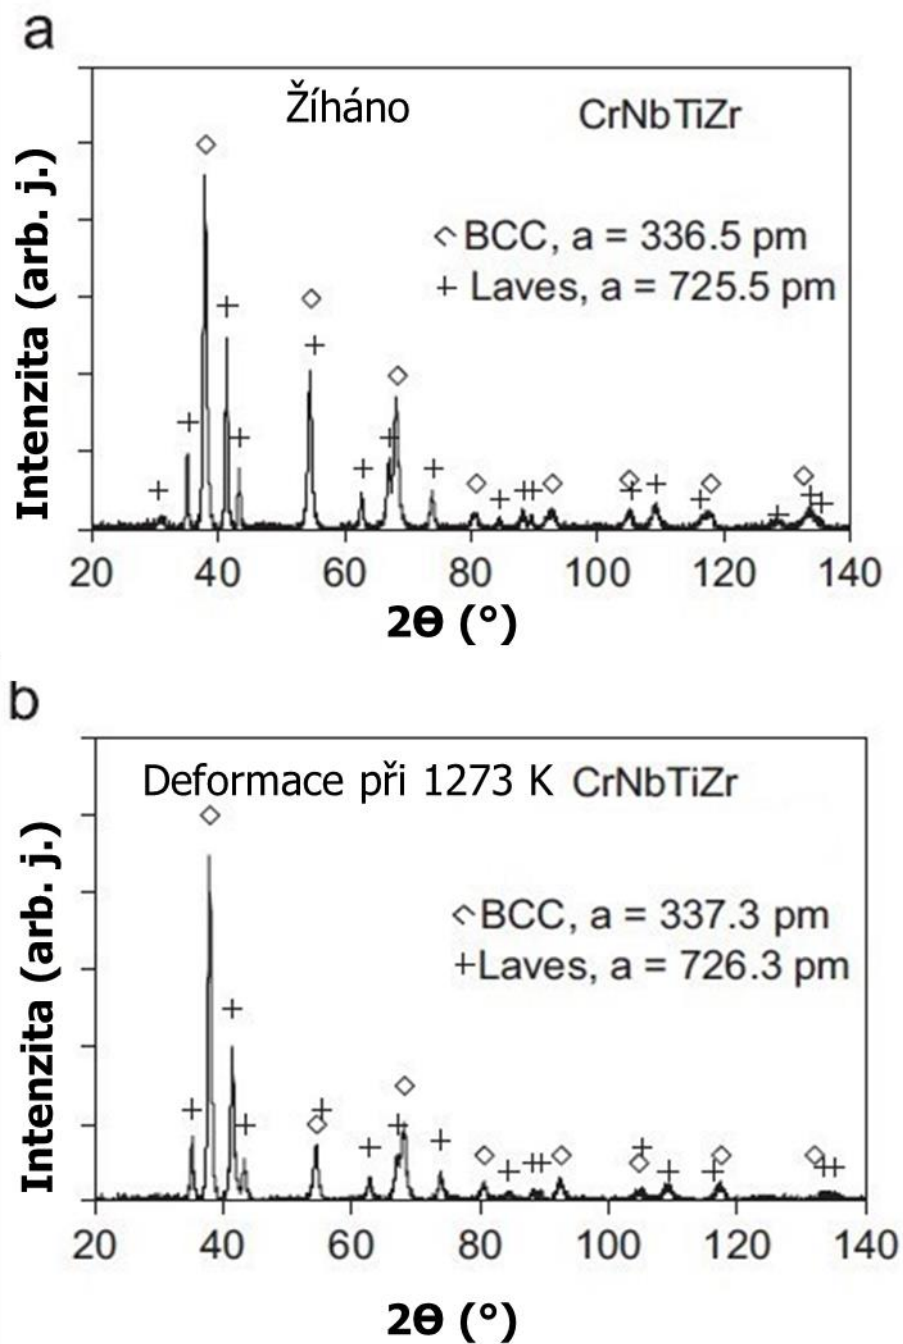 a
Žíháno CrNbTiZr
◇ BCC, a = 336.5 pm
+ Laves, a = 725.5 pm
Intenzita (arb. j.)
20 40 60 80 100 120 140
2Θ (°)
b
Deformace při 1273 K CrNbTiZr
◇ BCC, a = 337.3 pm
+ Laves, a = 726.3 pm
Intenzita (arb. j.)
20 40 60 80 100 120 140
2Θ (°)